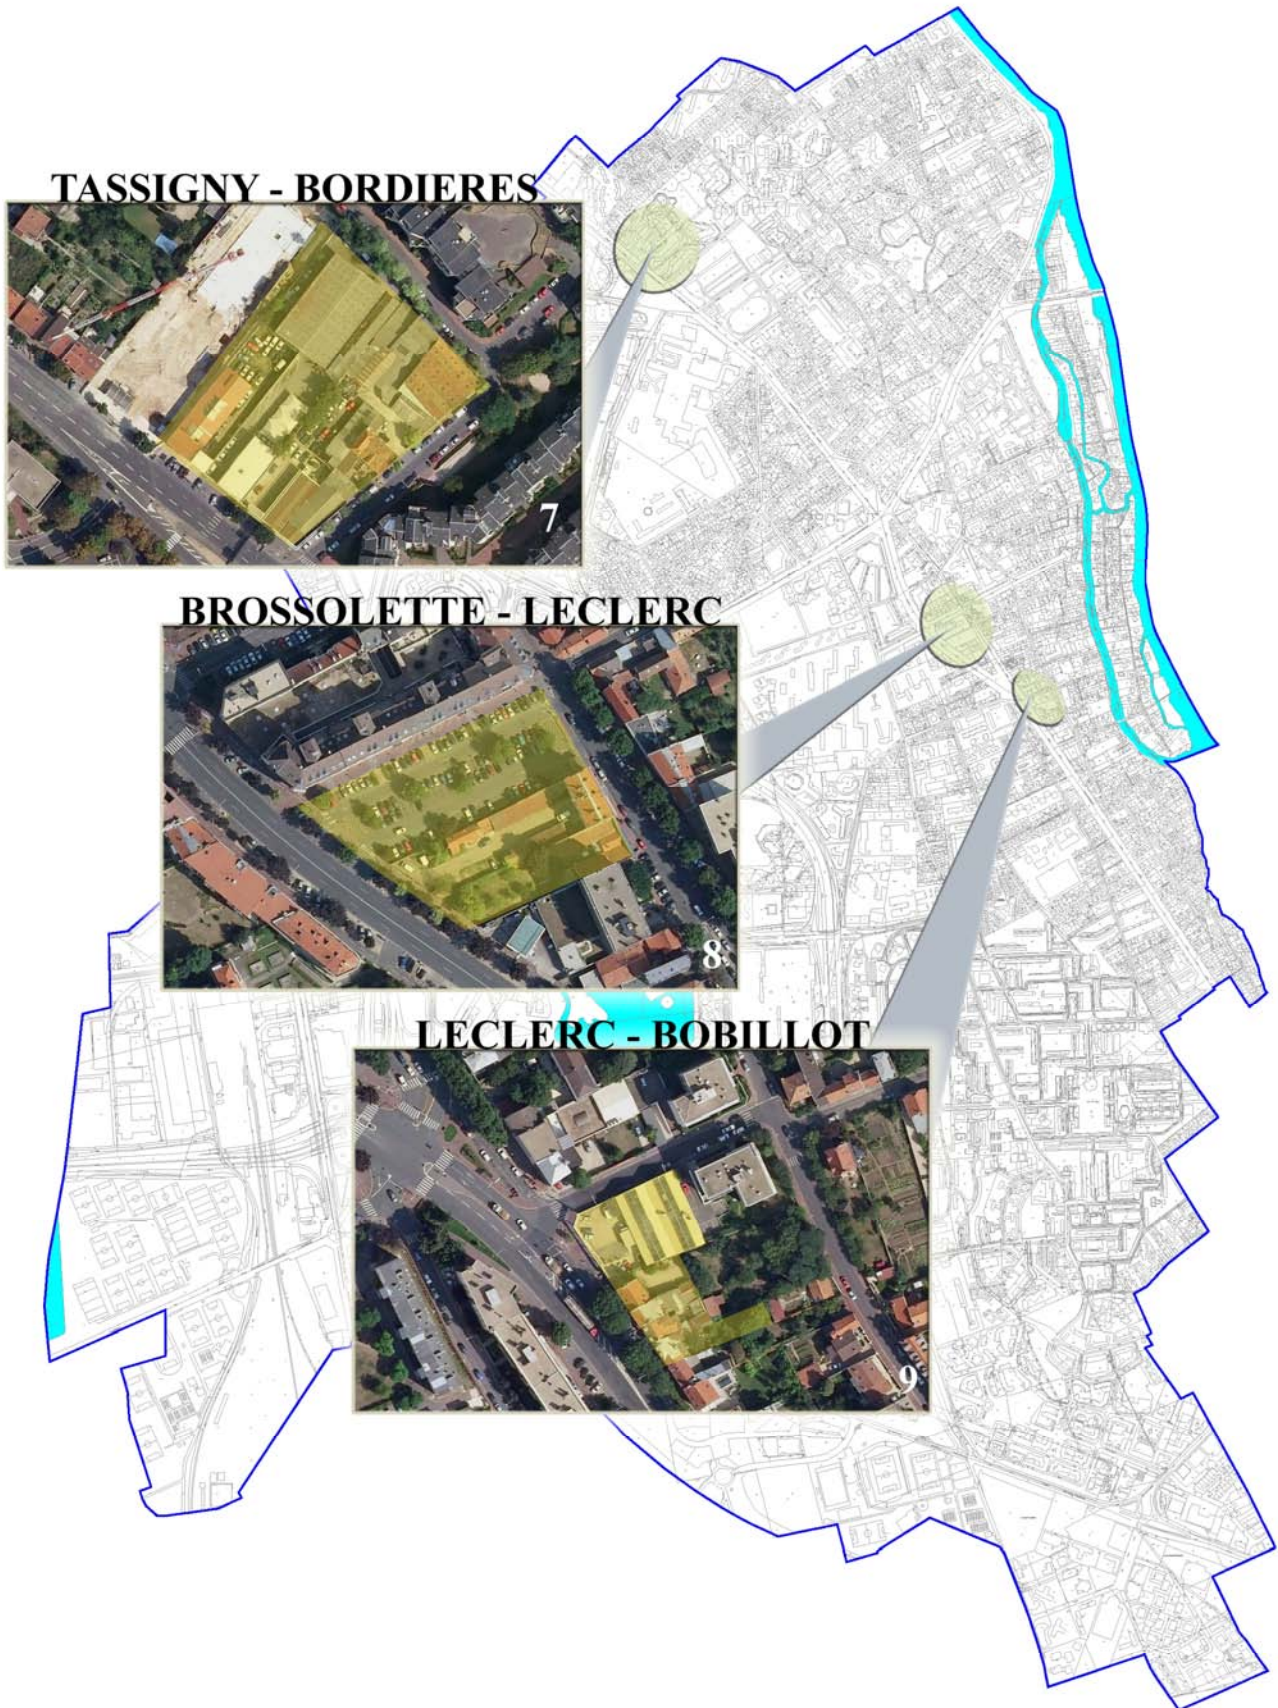 TASSIGNY - BORDIERES
7
BROSSOLETTE - LECLERC
8
LECLERC - BOBILLOT
9